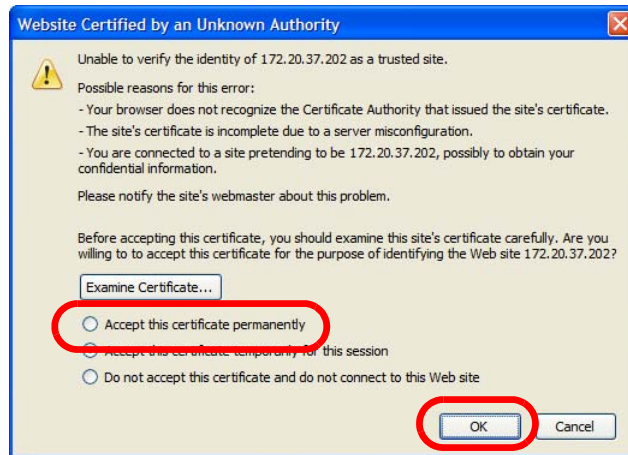 Website Certified by an Unknown Authority
Unable to verify the identity of 172.20.37.202 as a trusted site.
Possible reasons for this error:
- Your browser does not recognize the Certificate Authority that issued the site's certificate.
- The site's certificate is incomplete due to a server misconfiguration.
- You are connected to a site pretending to be 172.20.37.202, possibly to obtain your
confidential information.
Please notify the site's webmaster about this problem.
Before accepting this certificate, you should examine this site's certificate carefully. Are you
willing to to accept this certificate for the purpose of identifying the Web site 172.20.37.202?
Examine Certificate...
Accept this certificate permanently
Accept this certificate temporarily for this session
Do not accept this certificate and do not connect to this Web site
OK
Cancel